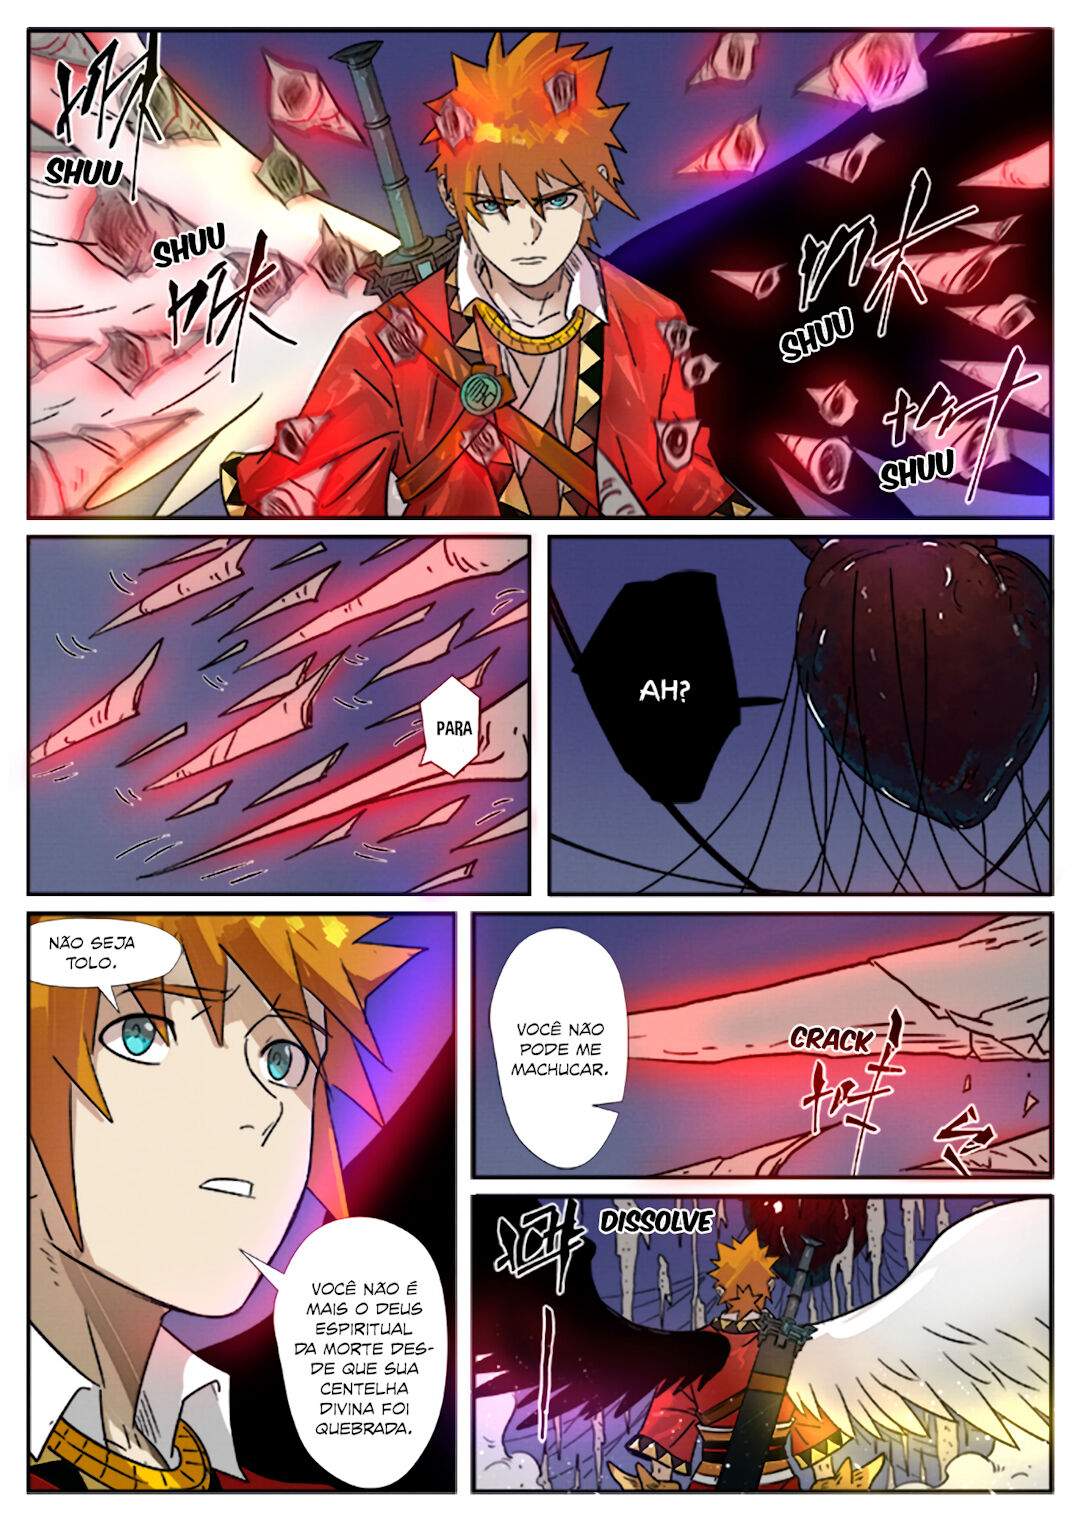 SHUU
SHUU
SHUU
SHUU
PARA
AH?
NÃO SEJA
TOLO.
VOCÊ NÃO
PODE ME
MACHUCAR.
CRACK
VOCÊ NÃO É
MAIS O DEUS
ESPIRITUAL
DA MORTE DES-
DE QUE SUA
CENTELHA
DIVINA FOI
QUEBRADA.
DISSOLVE